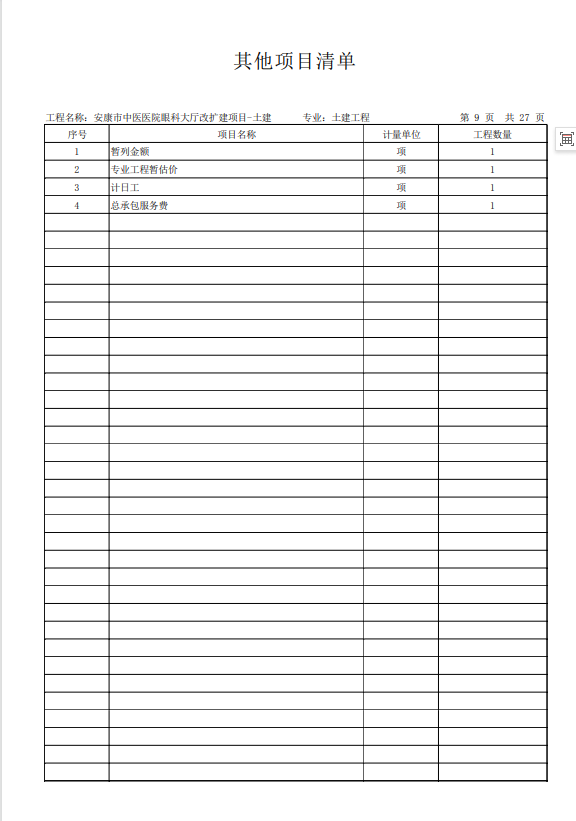 其他项目清单
工程名称：安康市中医医院眼科大厅改扩建项目-土建 专业：土建工程 第 9 页 共 27 页
序号 项目名称 计量单位 工程数量
1 暂列金额 项 1
2 专业工程暂估价 项 1
3 计日工 项 1
4 总承包服务费 项 1